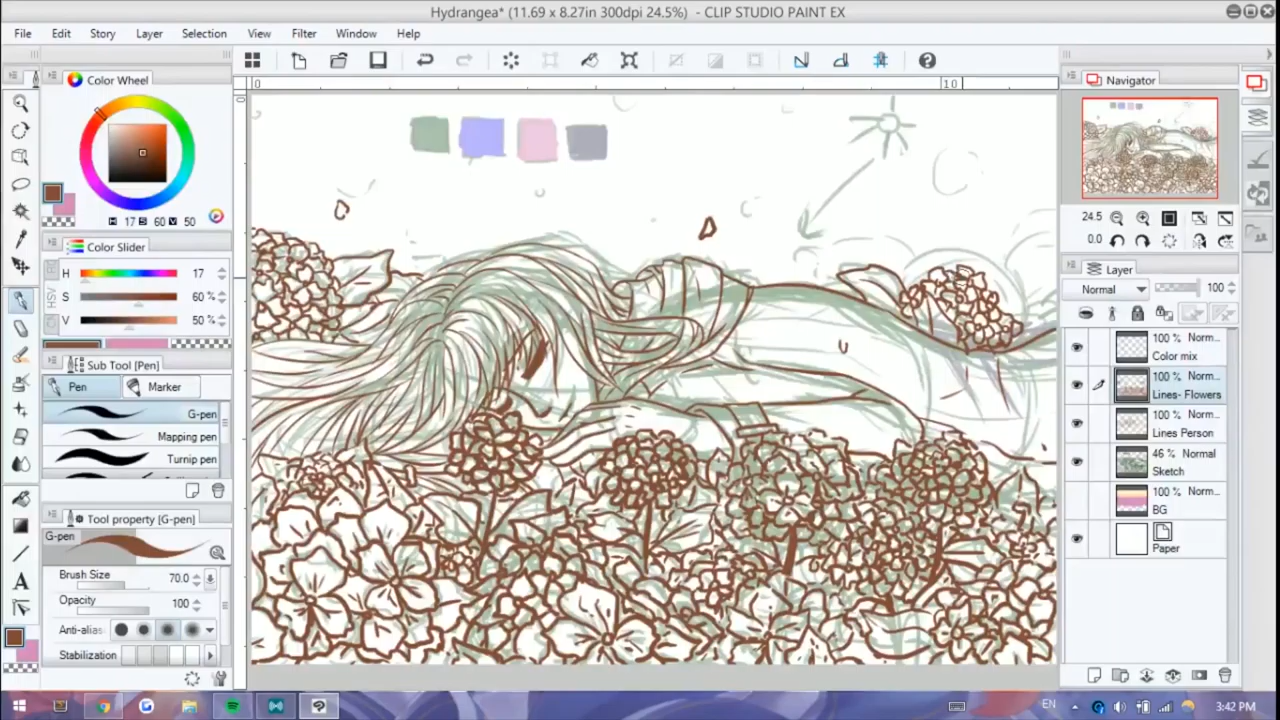 Hydrangea* (11.69 x 8.27in 300dpi 24.5%) - CLIP STUDIO PAINT EX
File Edit Story Layer Selection View Filter Window Help
Color Wheel
H 17 S 60 V 50
Color Slider
HSV
H 17
S 60 %
V 50 %
Sub Tool [Pen]
Pen Marker
G-pen
Mapping pen
Turnip pen
Tool property [G-pen]
G-pen
Brush Size 70.0
Opacity 100
Anti-alias
Stabilization
0 10
0
Navigator
24.5
0.0
Layer
Normal 100
100 % Norm...
Color mix
100 % Norm...
Lines- Flowers
100 % Norm...
Lines Person
46 % Normal
Sketch
100 % Norm...
BG
Paper
EN 3:42 PM